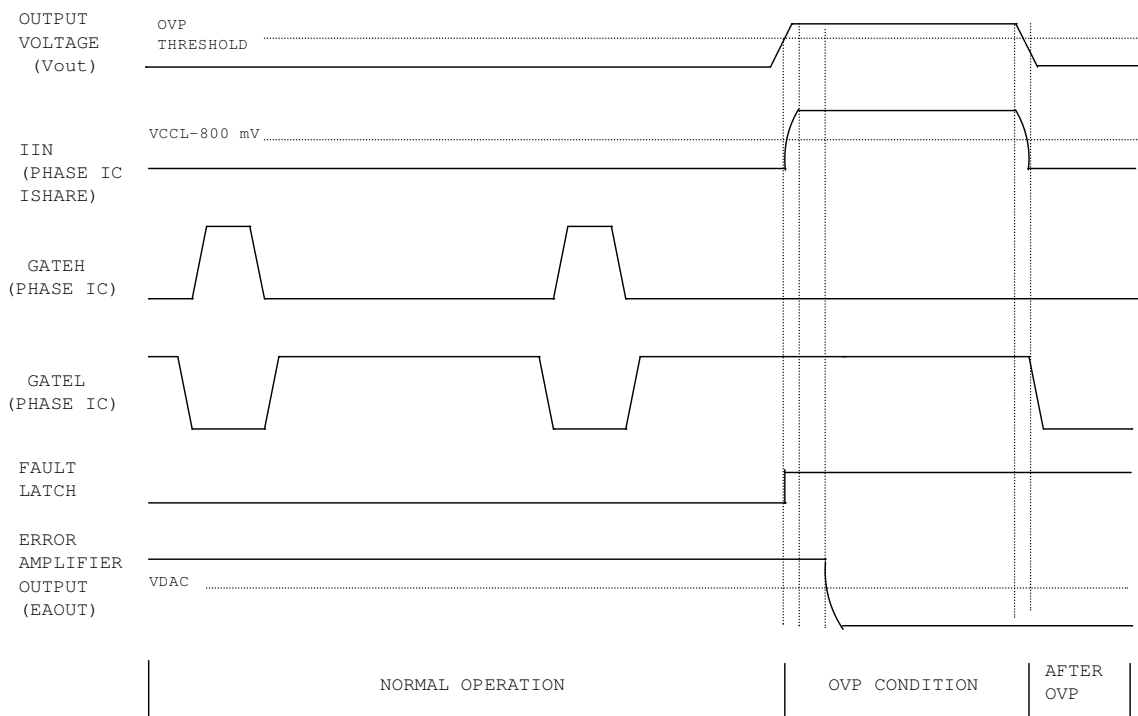 OUTPUT
VOLTAGE
(Vout)
OVP
THRESHOLD
VCCL-800 mV
IIN
(PHASE IC
ISHARE)
GATEH
(PHASE IC)
GATEL
(PHASE IC)
FAULT
LATCH
ERROR
AMPLIFIER
OUTPUT
(EAOUT)
VDAC
NORMAL OPERATION
OVP CONDITION
AFTER
OVP